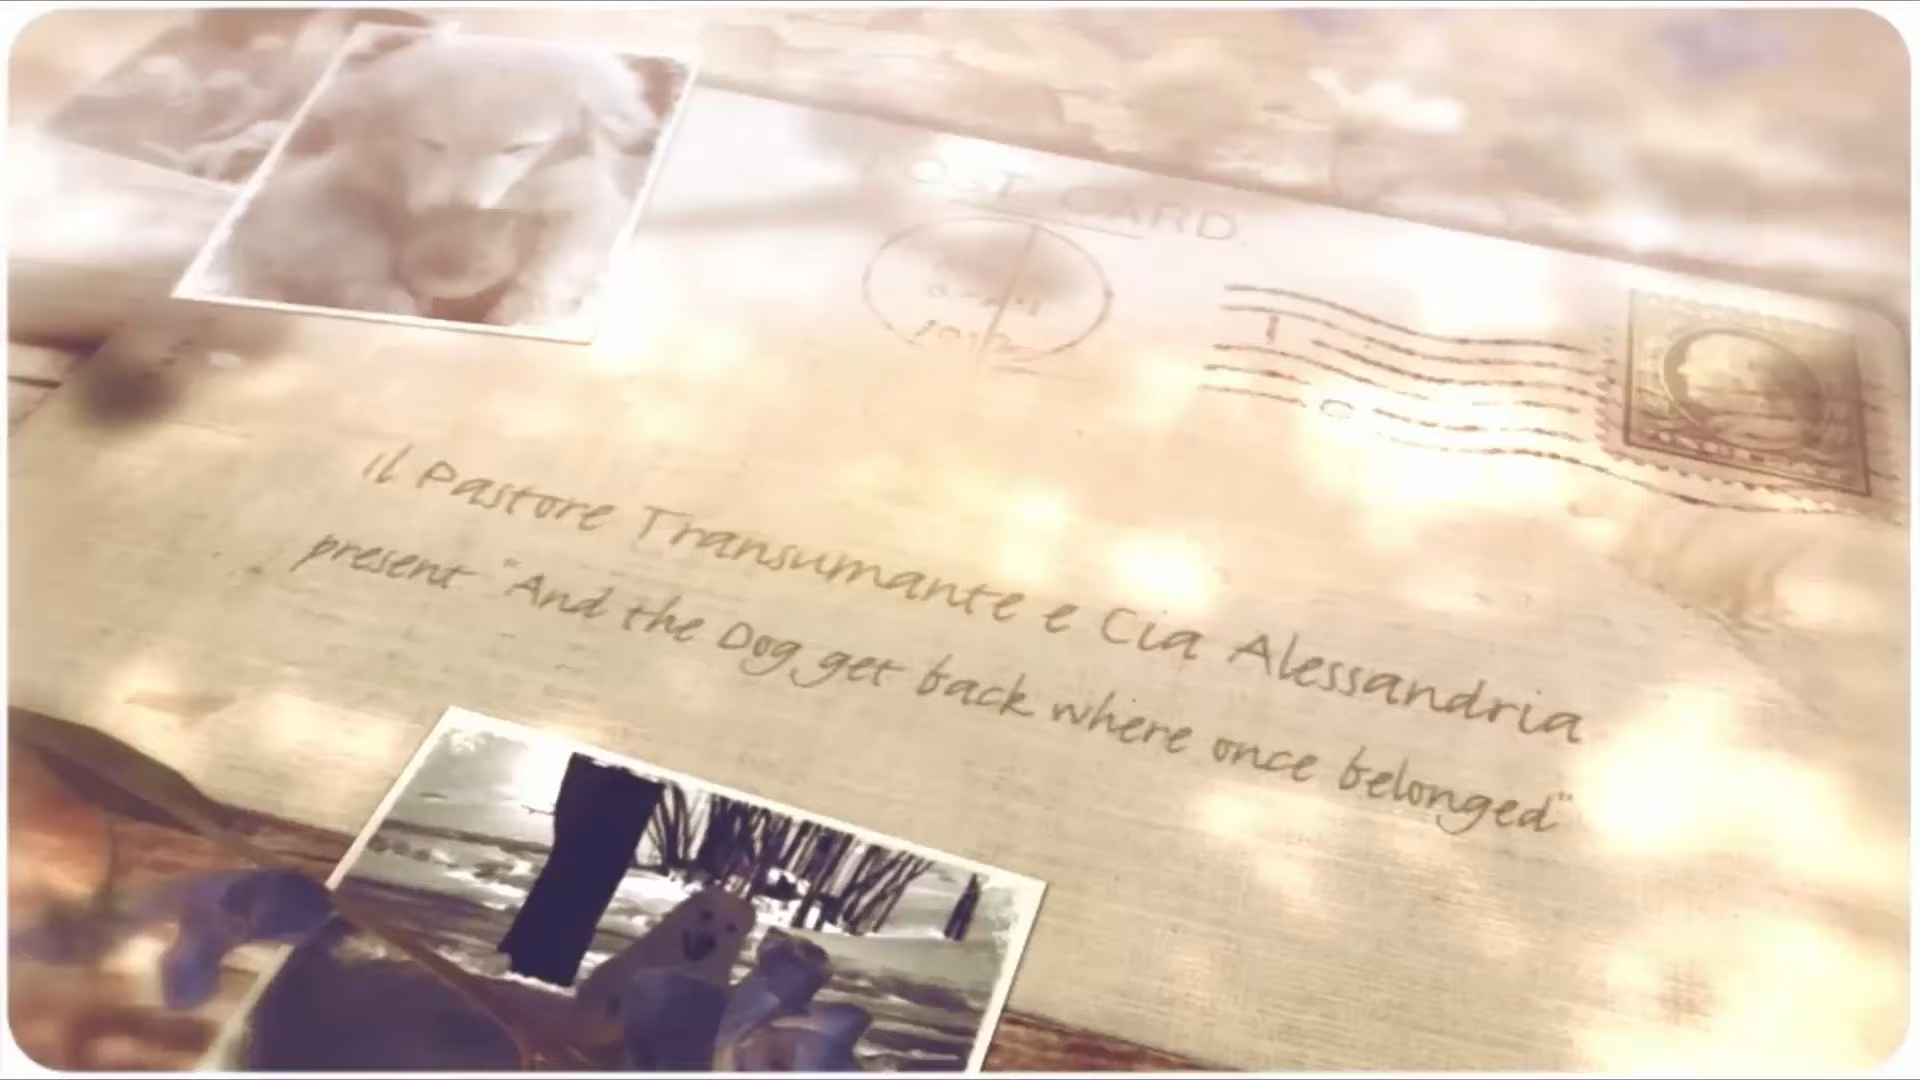 POST CARD
Il Pastore Transumante e Cia Alessandria
present "And the Dog get back where once belonged"